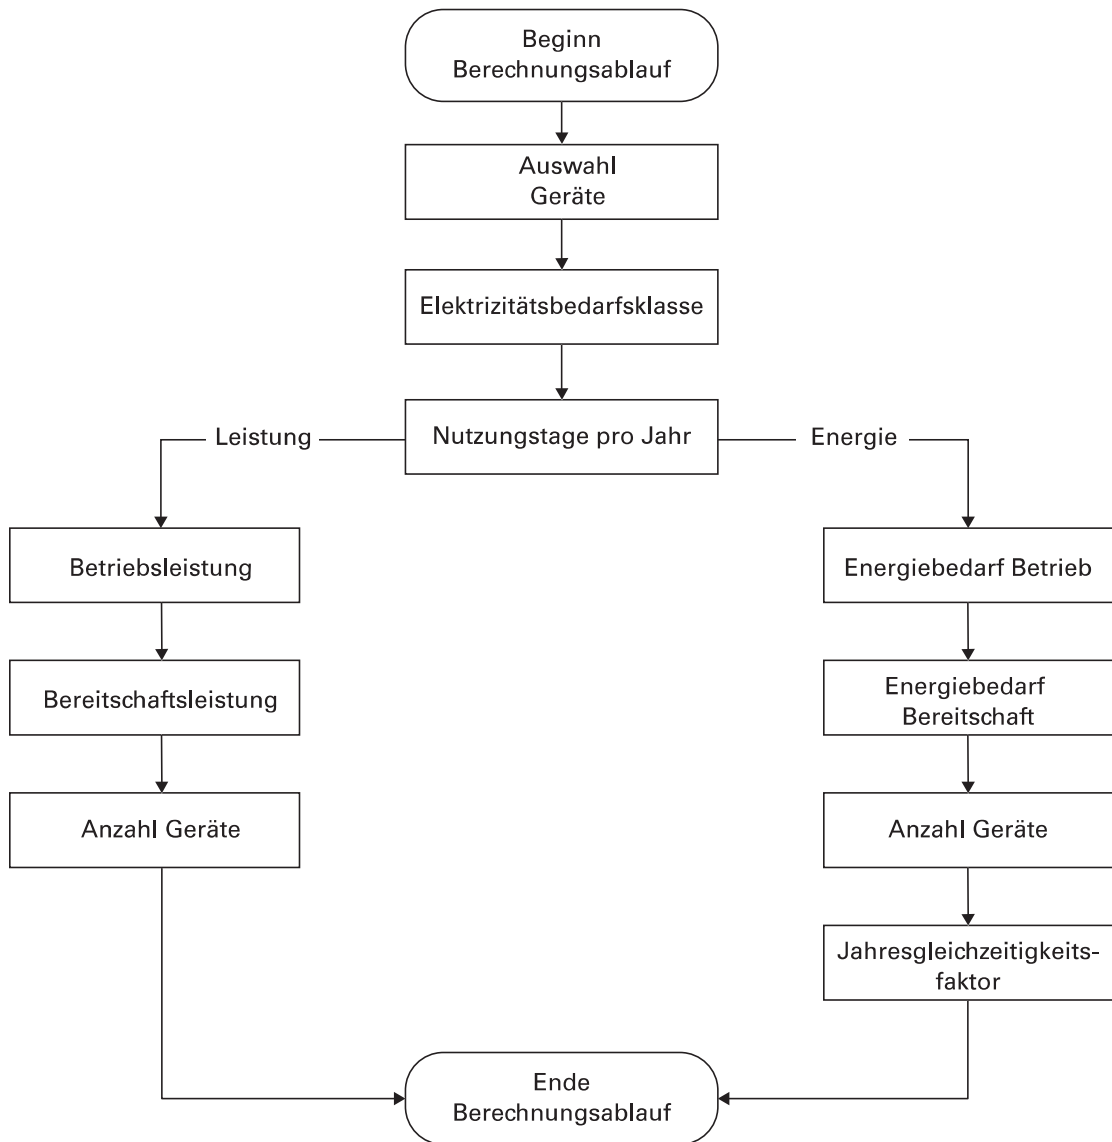 Beginn
Berechnungsablauf
Auswahl
Geräte
Elektrizitätsbedarfsklasse
Leistung
Nutzungstage pro Jahr
Energie
Betriebsleistung
Energiebedarf Betrieb
Bereitschaftsleistung
Energiebedarf
Bereitschaft
Anzahl Geräte
Anzahl Geräte
Jahresgleichzeitigkeits-
faktor
Ende
Berechnungsablauf